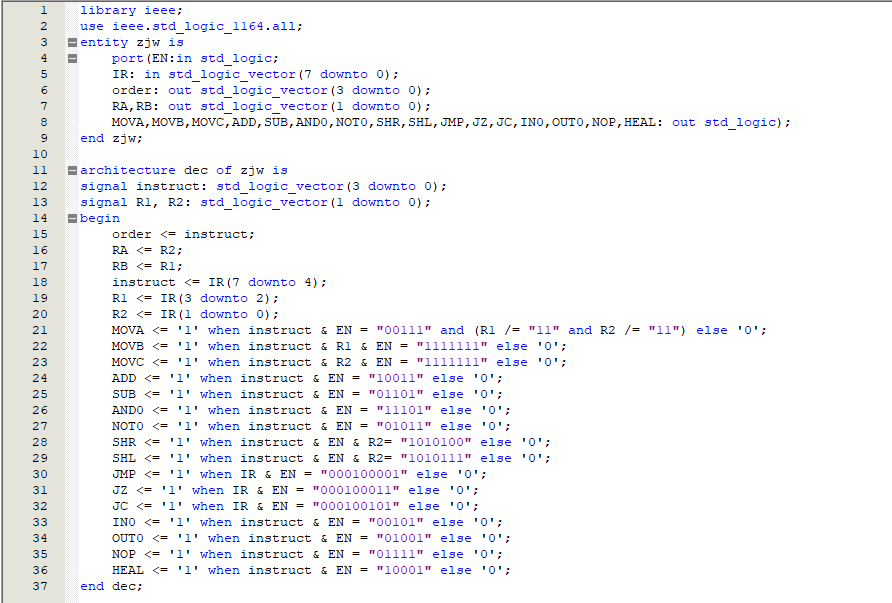 1 library ieee;
2 use ieee.std_logic_1164.all;
3 entity zjw is
4 port(EN:in std_logic;
5 IR: in std_logic_vector(7 downto 0);
6 order: out std_logic_vector(3 downto 0);
7 RA,RB: out std_logic_vector(1 downto 0);
8 MOVA,MOVB,MOVC,ADD,SUB,AND0,NOT0,SHR,SHL,JMP,JZ,JC,IN0,OUT0,NOP,HEAL: out std_logic);
9 end zjw;
10
11 architecture dec of zjw is
12 signal instruct: std_logic_vector(3 downto 0);
13 signal R1, R2: std_logic_vector(1 downto 0);
14 begin
15 order <= instruct;
16 RA <= R2;
17 RB <= R1;
18 instruct <= IR(7 downto 4);
19 R1 <= IR(3 downto 2);
20 R2 <= IR(1 downto 0);
21 MOVA <= '1' when instruct & EN = "00111" and (R1 /= "11" and R2 /= "11") else '0';
22 MOVB <= '1' when instruct & R1 & EN = "1111111" else '0';
23 MOVC <= '1' when instruct & R2 & EN = "1111111" else '0';
24 ADD <= '1' when instruct & EN = "10011" else '0';
25 SUB <= '1' when instruct & EN = "01101" else '0';
26 AND0 <= '1' when instruct & EN = "11101" else '0';
27 NOT0 <= '1' when instruct & EN = "01011" else '0';
28 SHR <= '1' when instruct & EN & R2= "1010100" else '0';
29 SHL <= '1' when instruct & EN & R2= "1010111" else '0';
30 JMP <= '1' when IR & EN = "000100001" else '0';
31 JZ <= '1' when IR & EN = "000100011" else '0';
32 JC <= '1' when IR & EN = "000100101" else '0';
33 IN0 <= '1' when instruct & EN = "00101" else '0';
34 OUT0 <= '1' when instruct & EN = "01001" else '0';
35 NOP <= '1' when instruct & EN = "01111" else '0';
36 HEAL <= '1' when instruct & EN = "10001" else '0';
37 end dec;